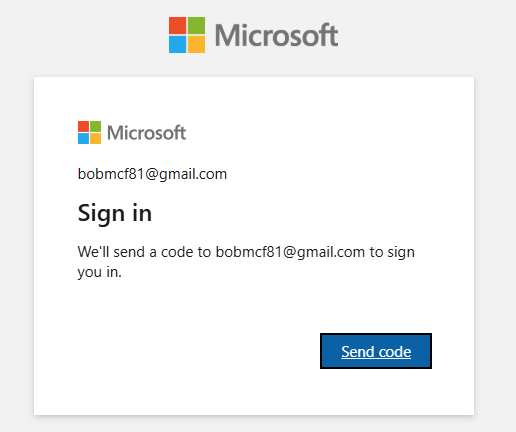 Microsoft
Microsoft
bobmcf81@gmail.com
Sign in
We'll send a code to bobmcf81@gmail.com to sign
you in.
Send code